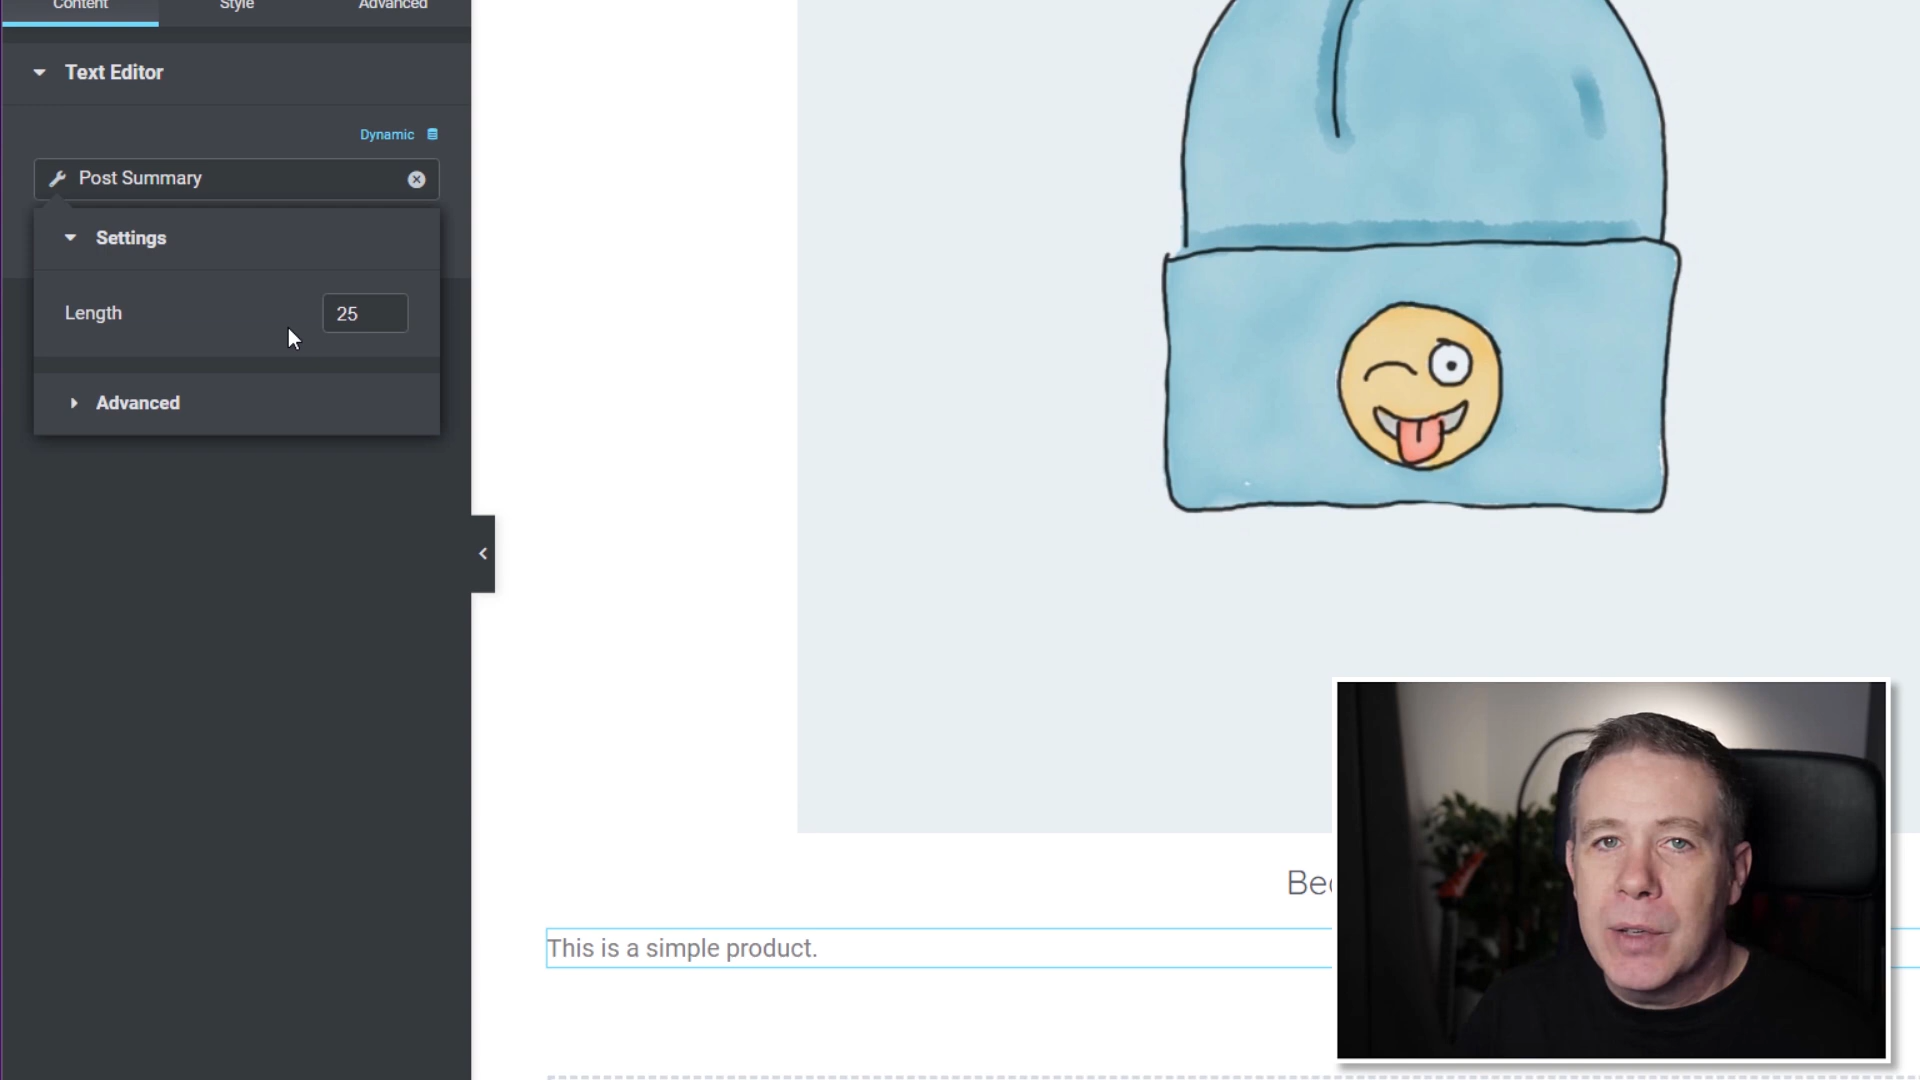 Content
Style
Advanced
Text Editor
Dynamic
Post Summary
Settings
Length
25
Advanced
This is a simple product.